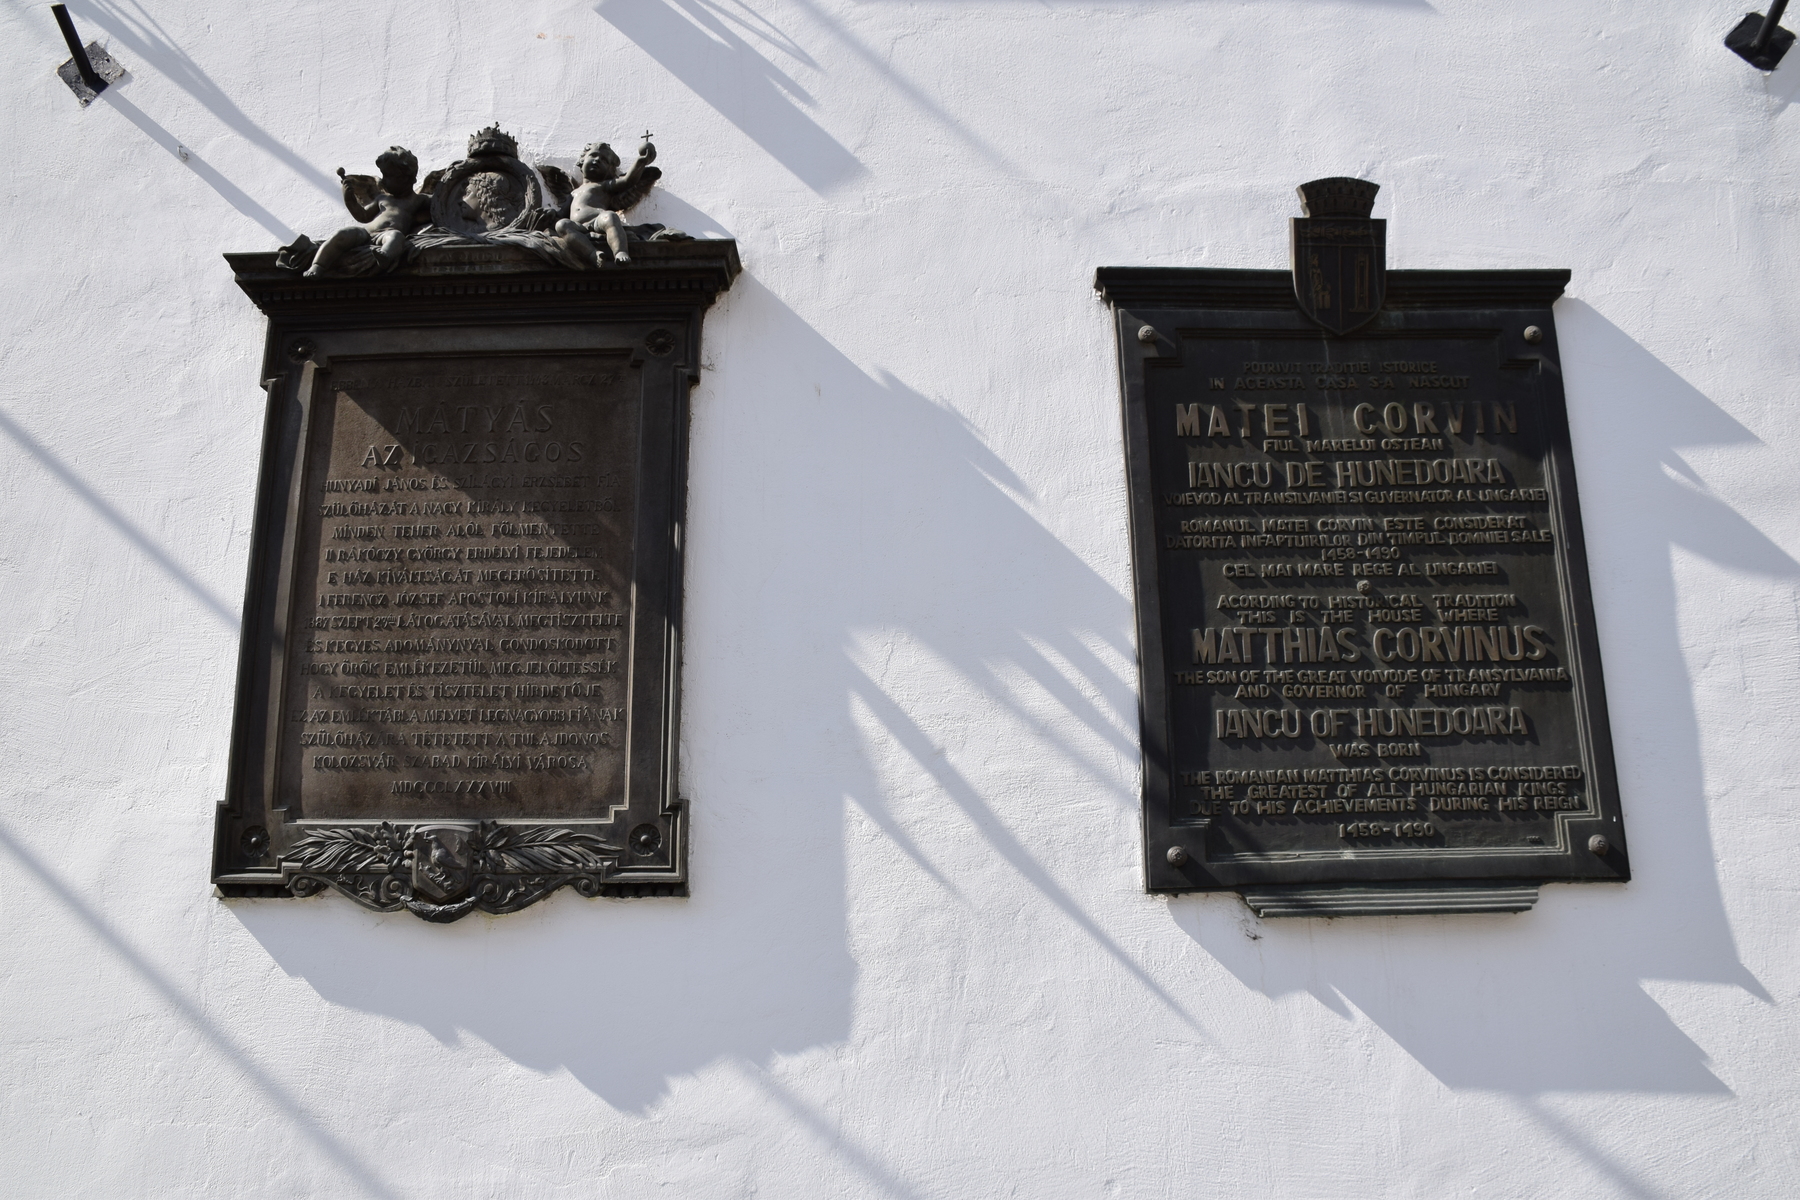 MÁTYÁS
AZ IGAZSÁGOS
HUNYADI JÁNOS ÉS SZILÁGYI ERZSÉBET FIA
SZÜLŐHÁZÁT A NAGY KIRÁLY KEGYELETBŐL
MINDEN TEHER ALÓL FÖLMENTETTE
II RÁKÓCZY GYÖRGY ERDÉLYI FEJEDELEM
E HÁZ KIVÁLTSÁGÁT MEGERŐSITETTE
I FERENCZ JÓZSEF APOSTOLI KIRÁLYUNK
LÁTOGATÁSÁVAL MEGTISZTELTE
ÉS KEGYES ADOMÁNYNYAL GONDOSKODOTT
HOGY ÖRÖK EMLÉKEZETÜL MEGJELÖLTESSÉK
A KEGYELET ÉS TISZTELET HIRDETŐJE
EZ AZ EMLÉKTÁBLA MELYET LEGNAGYOBB FIÁNAK
SZÜLŐHÁZÁRA TÉTETETT A TULAJDONOS
KOLOZSVÁR SZABAD KIRÁLYI VÁROSA
MDCCCLXXXVIII
POTRIVIT TRADITIEI ISTORICE
IN ACEASTA CASA S-A NASCUT
MATEI CORVIN
FIUL MARELUI OSTEAN
IANCU DE HUNEDOARA
VOIEVOD AL TRANSILVANIEI SI GUVERNATOR AL UNGARIEI
ROMANUL MATEI CORVIN ESTE CONSIDERAT
DATORITA INFAPTUIRILOR DIN TIMPUL DOMNIEI SALE
1458-1490
CEL MAI MARE REGE AL UNGARIEI
ACORDING TO HISTORICAL TRADITION
THIS IS THE HOUSE WHERE
MATTHIAS CORVINUS
THE SON OF THE GREAT VOIVODE OF TRANSYLVANIA
AND GOVERNOR OF HUNGARY
IANCU OF HUNEDOARA
WAS BORN
THE ROMANIAN MATTHIAS CORVINUS IS CONSIDERED
THE GREATEST OF ALL HUNGARIAN KINGS
DUE TO HIS ACHIEVEMENTS DURING HIS REIGN
1458-1490